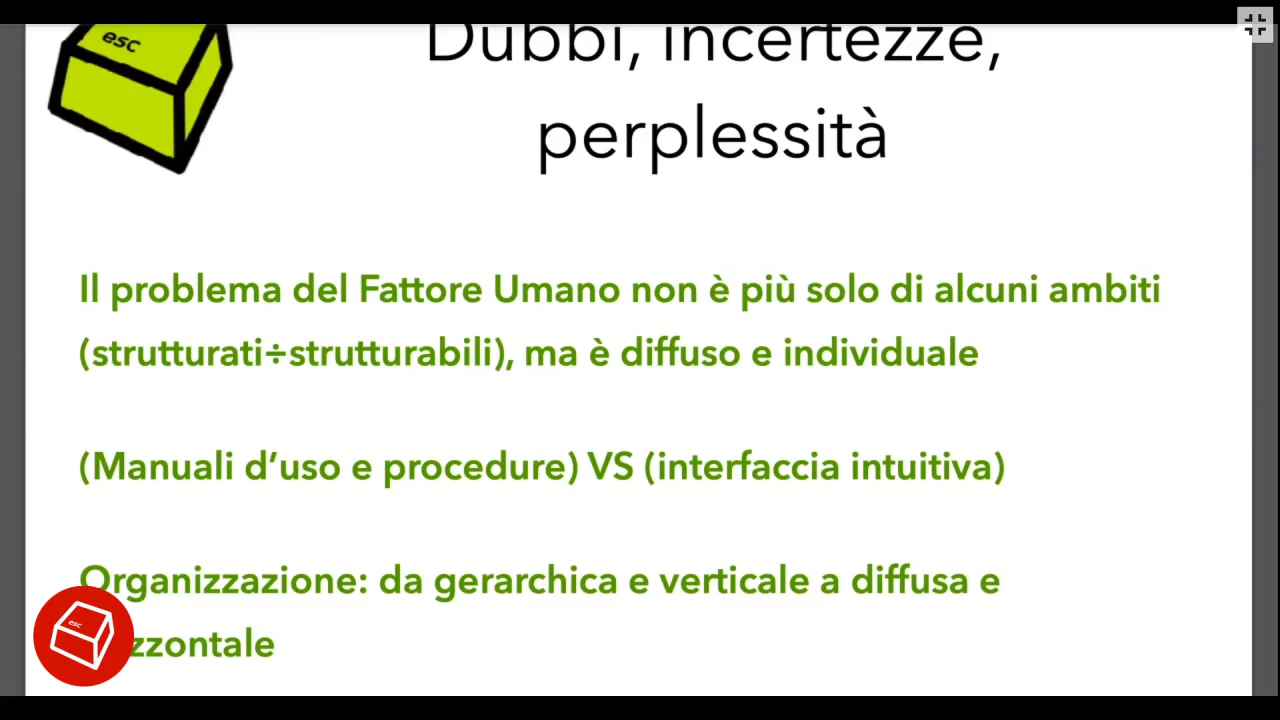 esc
Dubbi, incertezze,
perplessità
Il problema del Fattore Umano non è più solo di alcuni ambiti
(strutturati÷strutturabili), ma è diffuso e individuale
(Manuali d’uso e procedure) VS (interfaccia intuitiva)
Organizzazione: da gerarchica e verticale a diffusa e
zzontale
esc